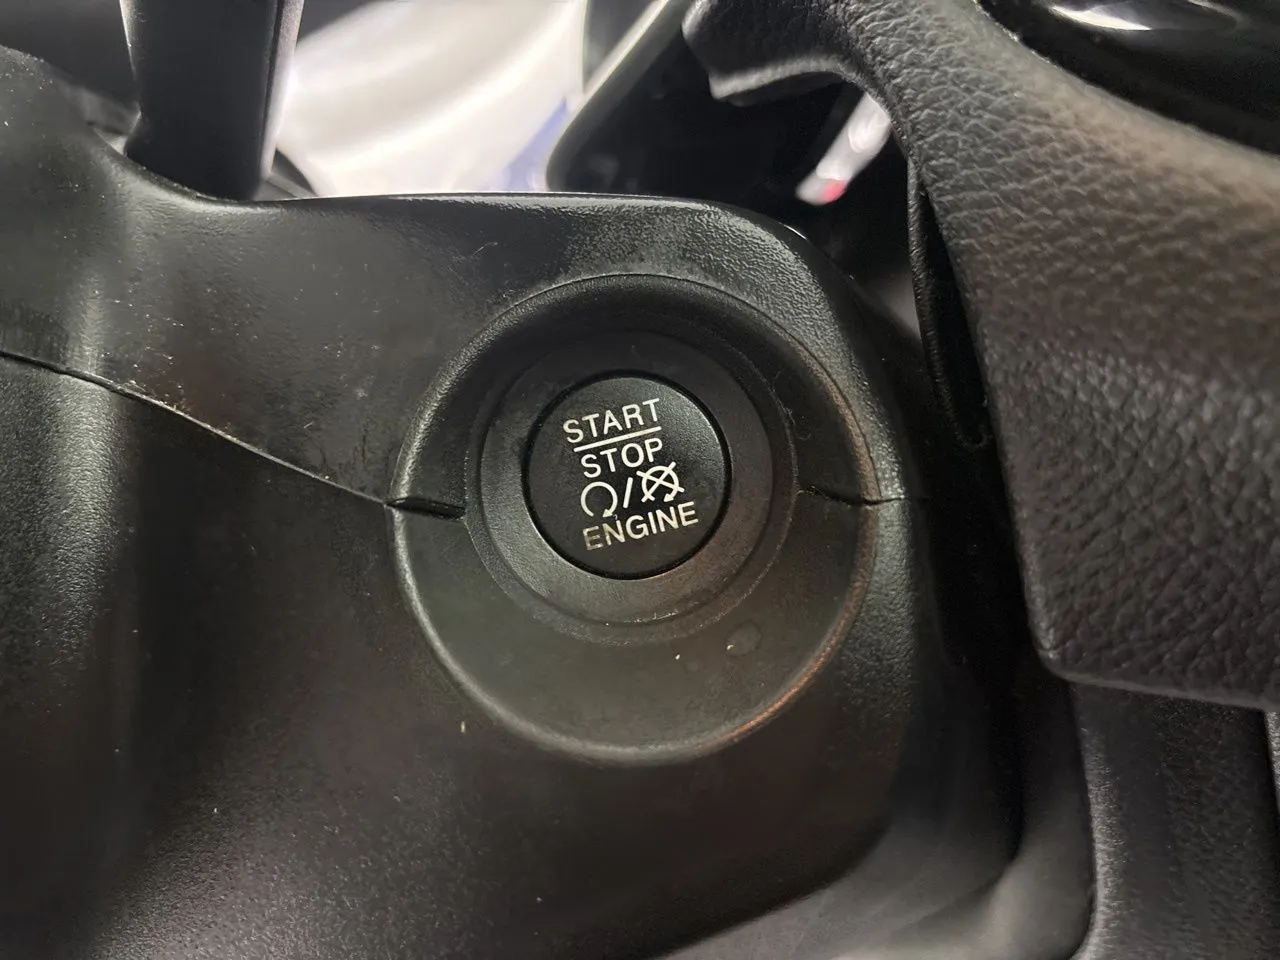 START
STOP
/
ENGINE